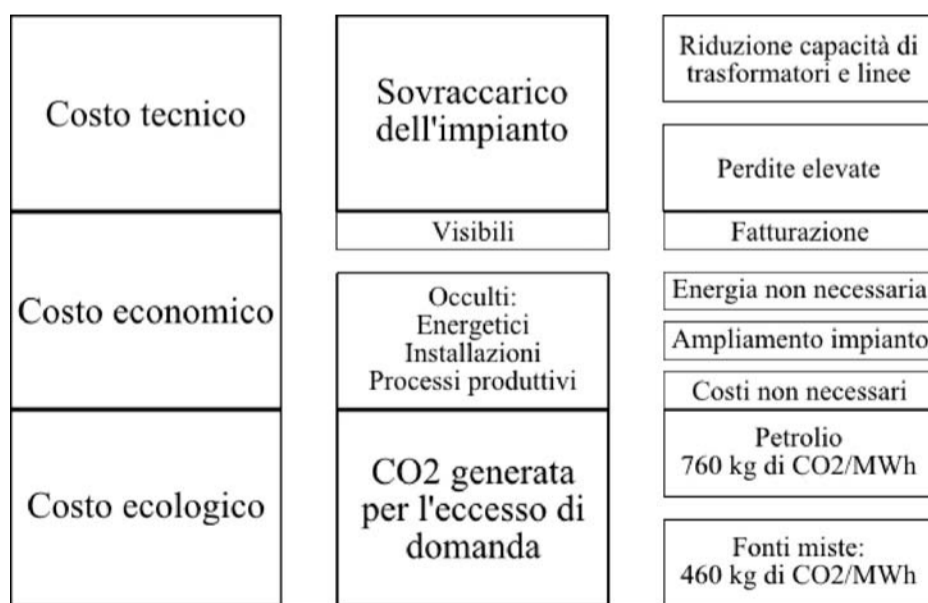 Costo tecnico
Sovraccarico
dell'impianto
Riduzione capacità di
trasformatori e linee
Perdite elevate
Costo economico
Visibili
Fatturazione
Occulti:
Energetici
Installazioni
Processi produttivi
Energia non necessaria
Ampliamento impianto
Costi non necessari
Costo ecologico
CO2 generata
per l'eccesso di
domanda
Petrolio
760 kg di CO2/MWh
Fonti miste:
460 kg di CO2/MWh